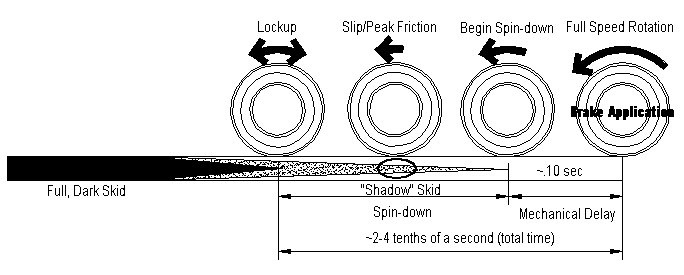 Lockup
Slip/Peak Friction
Begin Spin-down
Full Speed Rotation
Brake Application
Full, Dark Skid
"Shadow" Skid
~.10 sec
Spin-down
Mechanical Delay
~2-4 tenths of a second (total time)